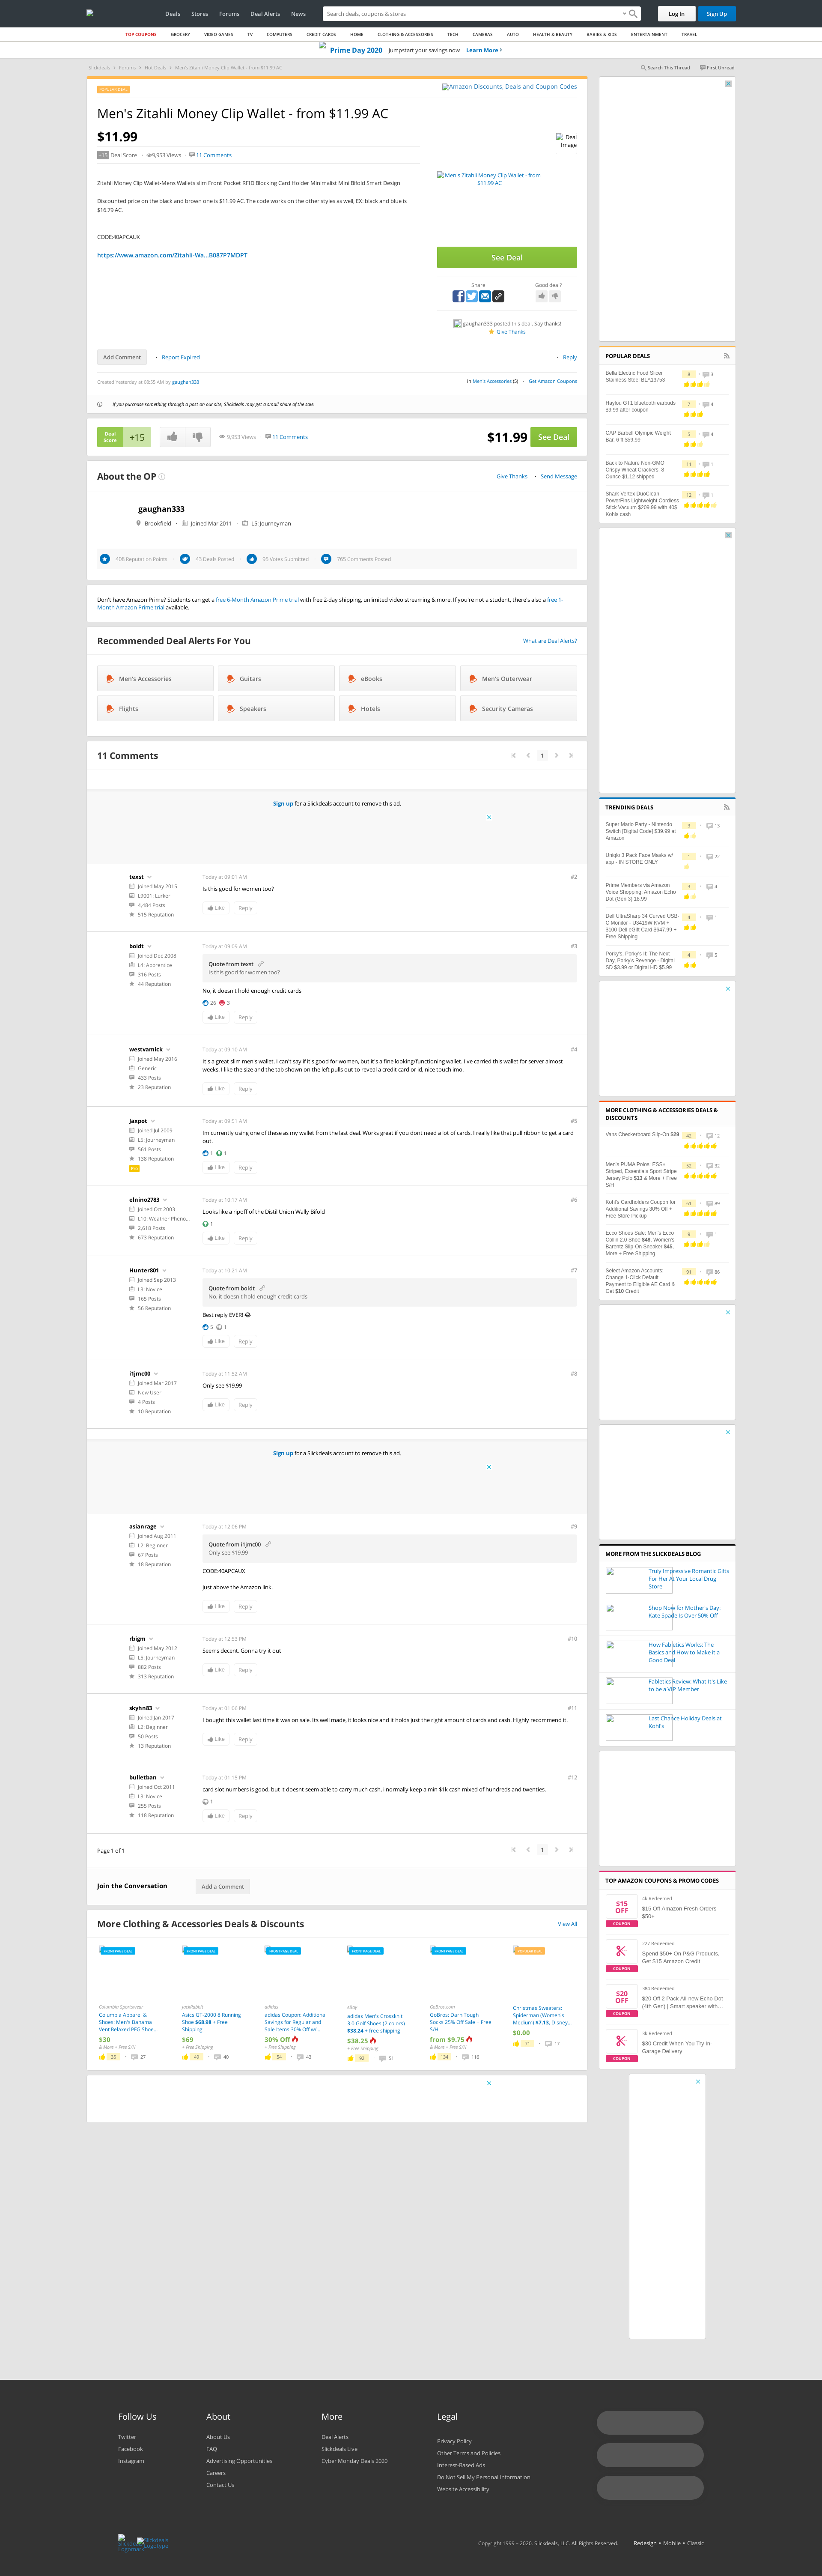 Deals Stores Forums Deal Alerts News
Search deals, coupons & stores
Log In Sign Up
TOP COUPONS GROCERY VIDEO GAMES TV COMPUTERS CREDIT CARDS HOME CLOTHING & ACCESSORIES TECH CAMERAS AUTO HEALTH & BEAUTY BABIES & KIDS ENTERTAINMENT TRAVEL
Prime Day 2020 Jumpstart your savings now Learn More ›
Slickdeals › Forums › Hot Deals › Men's Zitahli Money Clip Wallet - from $11.99 AC
Search This Thread First Unread
POPULAR DEAL
Amazon Discounts, Deals and Coupon Codes
Men's Zitahli Money Clip Wallet - from $11.99 AC
$11.99
+15 Deal Score 9,953 Views 11 Comments
Deal Image
Zitahli Money Clip Wallet-Mens Wallets slim Front Pocket RFID Blocking Card Holder Minimalist Mini Bifold Smart Design
Discounted price on the black and brown one is $11.99 AC. The code works on the other styles as well, EX: black and blue is
$16.79 AC.
CODE:40APCAUX
https://www.amazon.com/Zitahli-Wa...B087P7MDPT
Men's Zitahli Money Clip Wallet - from
$11.99 AC
See Deal
Share Good deal?
gaughan333 posted this deal. Say thanks!
Give Thanks
Add Comment Report Expired Reply
Created Yesterday at 08:55 AM by gaughan333
in Men's Accessories (5) Get Amazon Coupons
If you purchase something through a post on our site, Slickdeals may get a small share of the sale.
Deal Score +15 9,953 Views 11 Comments $11.99 See Deal
About the OP
Give Thanks Send Message
gaughan333
Brookfield Joined Mar 2011 L5: Journeyman
408 Reputation Points 43 Deals Posted 95 Votes Submitted 765 Comments Posted
Don't have Amazon Prime? Students can get a free 6-Month Amazon Prime trial with free 2-day shipping, unlimited video streaming & more. If you're not a student, there's also a free 1-
Month Amazon Prime trial available.
Recommended Deal Alerts For You
What are Deal Alerts?
Men's Accessories Guitars eBooks Men's Outerwear
Flights Speakers Hotels Security Cameras
11 Comments
1
Sign up for a Slickdeals account to remove this ad.
texst
Joined May 2015
L9001: Lurker
4,484 Posts
515 Reputation
Today at 09:01 AM #2
Is this good for women too?
Like Reply
boldt
Joined Dec 2008
L4: Apprentice
316 Posts
44 Reputation
Today at 09:09 AM #3
Quote from texst
Is this good for women too?
No, it doesn't hold enough credit cards
26 3
Like Reply
westvamick
Joined May 2016
Generic
433 Posts
23 Reputation
Today at 09:10 AM #4
It's a great slim men's wallet. I can't say if it's good for women, but it's a fine looking/functioning wallet. I've carried this wallet for server almost
weeks. I like the size and the tab shown on the left pulls out to reveal a credit card or id, nice touch imo.
Like Reply
Jaxpot
Joined Jul 2009
L5: Journeyman
561 Posts
138 Reputation
Pro
Today at 09:51 AM #5
Im currently using one of these as my wallet from the last deal. Works great if you dont need a lot of cards. I really like that pull ribbon to get a card
out.
1 1
Like Reply
elnino2783
Joined Oct 2003
L10: Weather Pheno...
2,618 Posts
673 Reputation
Today at 10:17 AM #6
Looks like a ripoff of the Distil Union Wally Bifold
1
Like Reply
Hunter801
Joined Sep 2013
L3: Novice
165 Posts
56 Reputation
Today at 10:21 AM #7
Quote from boldt
No, it doesn't hold enough credit cards
Best reply EVER! 😂
5 1
Like Reply
i1jmc00
Joined Mar 2017
New User
4 Posts
10 Reputation
Today at 11:52 AM #8
Only see $19.99
Like Reply
Sign up for a Slickdeals account to remove this ad.
asianrage
Joined Aug 2011
L2: Beginner
67 Posts
18 Reputation
Today at 12:06 PM #9
Quote from i1jmc00
Only see $19.99
CODE:40APCAUX
Just above the Amazon link.
Like Reply
rbigm
Joined May 2012
L5: Journeyman
882 Posts
313 Reputation
Today at 12:53 PM #10
Seems decent. Gonna try it out
Like Reply
skyhn83
Joined Jan 2017
L2: Beginner
50 Posts
13 Reputation
Today at 01:06 PM #11
I bought this wallet last time it was on sale. Its well made, it looks nice and it holds just the right amount of cards and cash. Highly recommend it.
Like Reply
bulletban
Joined Oct 2011
L3: Novice
255 Posts
118 Reputation
Today at 01:15 PM #12
card slot numbers is good, but it doesnt seem able to carry much cash, i normally keep a min $1k cash mixed of hundreds and twenties.
1
Like Reply
Page 1 of 1 1
Join the Conversation Add a Comment
More Clothing & Accessories Deals & Discounts
View All
FRONTPAGE DEAL
Columbia Sportswear
Columbia Apparel &
Shoes: Men's Bahama
Vent Relaxed PFG Shoe...
$30
& More + Free S/H
35 27
FRONTPAGE DEAL
JackRabbit
Asics GT-2000 8 Running
Shoe $68.98 + Free
Shipping
$69
+ Free Shipping
49 40
FRONTPAGE DEAL
adidas
adidas Coupon: Additional
Savings for Regular and
Sale Items 30% Off w/...
30% Off
+ Free Shipping
54 43
FRONTPAGE DEAL
eBay
adidas Men's Crossknit
3.0 Golf Shoes (2 colors)
$38.24 + free shipping
$38.25
+ Free Shipping
92 51
FRONTPAGE DEAL
GoBros.com
GoBros: Darn Tough
Socks 25% Off Sale + Free
S/H
from $9.75
& More + Free S/H
134 116
POPULAR DEAL
Christmas Sweaters:
Spiderman (Women's
Medium) $7.13, Disney...
$0.00
71 17
POPULAR DEALS
Bella Electric Food Slicer
Stainless Steel BLA13753
8 3
Haylou GT1 bluetooth earbuds
$9.99 after coupon
7 4
CAP Barbell Olympic Weight
Bar, 6 ft $59.99
5 4
Back to Nature Non-GMO
Crispy Wheat Crackers, 8
Ounce $1.12 shipped
11 1
Shark Vertex DuoClean
PowerFins Lightweight Cordless
Stick Vacuum $209.99 with 40$
Kohls cash
12 1
TRENDING DEALS
Super Mario Party - Nintendo
Switch [Digital Code] $39.99 at
Amazon
3 13
Uniqlo 3 Pack Face Masks w/
app - IN STORE ONLY
1 22
Prime Members via Amazon
Voice Shopping: Amazon Echo
Dot (Gen 3) 18.99
3 4
Dell UltraSharp 34 Curved USB-
C Monitor - U3419W KVM +
$100 Dell eGift Card $647.99 +
Free Shipping
4 1
Porky's, Porky's II: The Next
Day, Porky's Revenge - Digital
SD $3.99 or Digital HD $5.99
4 5
MORE CLOTHING & ACCESSORIES DEALS &
DISCOUNTS
Vans Checkerboard Slip-On $29
42 12
Men's PUMA Polos: ESS+
Striped, Essentials Sport Stripe
Jersey Polo $13 & More + Free
S/H
52 32
Kohl's Cardholders Coupon for
Additional Savings 30% Off +
Free Store Pickup
61 89
Ecco Shoes Sale: Men's Ecco
Collin 2.0 Shoe $48, Women's
Barentz Slip-On Sneaker $45,
More + Free Shipping
9 1
Select Amazon Accounts:
Change 1-Click Default
Payment to Eligible AE Card &
Get $10 Credit
91 86
MORE FROM THE SLICKDEALS BLOG
Truly Impressive Romantic Gifts
For Her At Your Local Drug
Store
Shop Now for Mother's Day:
Kate Spade Is Over 50% Off
How Fabletics Works: The
Basics and How to Make it a
Good Deal
Fabletics Review: What It's Like
to be a VIP Member
Last Chance Holiday Deals at
Kohl's
TOP AMAZON COUPONS & PROMO CODES
$15 OFF COUPON
4k Redeemed
$15 Off Amazon Fresh Orders
$50+
COUPON
227 Redeemed
Spend $50+ On P&G Products,
Get $15 Amazon Credit
$20 OFF COUPON
384 Redeemed
$20 Off 2 Pack All-new Echo Dot
(4th Gen) | Smart speaker with...
COUPON
3k Redeemed
$30 Credit When You Try In-
Garage Delivery
Follow Us
Twitter
Facebook
Instagram
About
About Us
FAQ
Advertising Opportunities
Careers
Contact Us
More
Deal Alerts
Slickdeals Live
Cyber Monday Deals 2020
Legal
Privacy Policy
Other Terms and Policies
Interest-Based Ads
Do Not Sell My Personal Information
Website Accessibility
Copyright 1999 – 2020. Slickdeals, LLC. All Rights Reserved. Redesign • Mobile • Classic